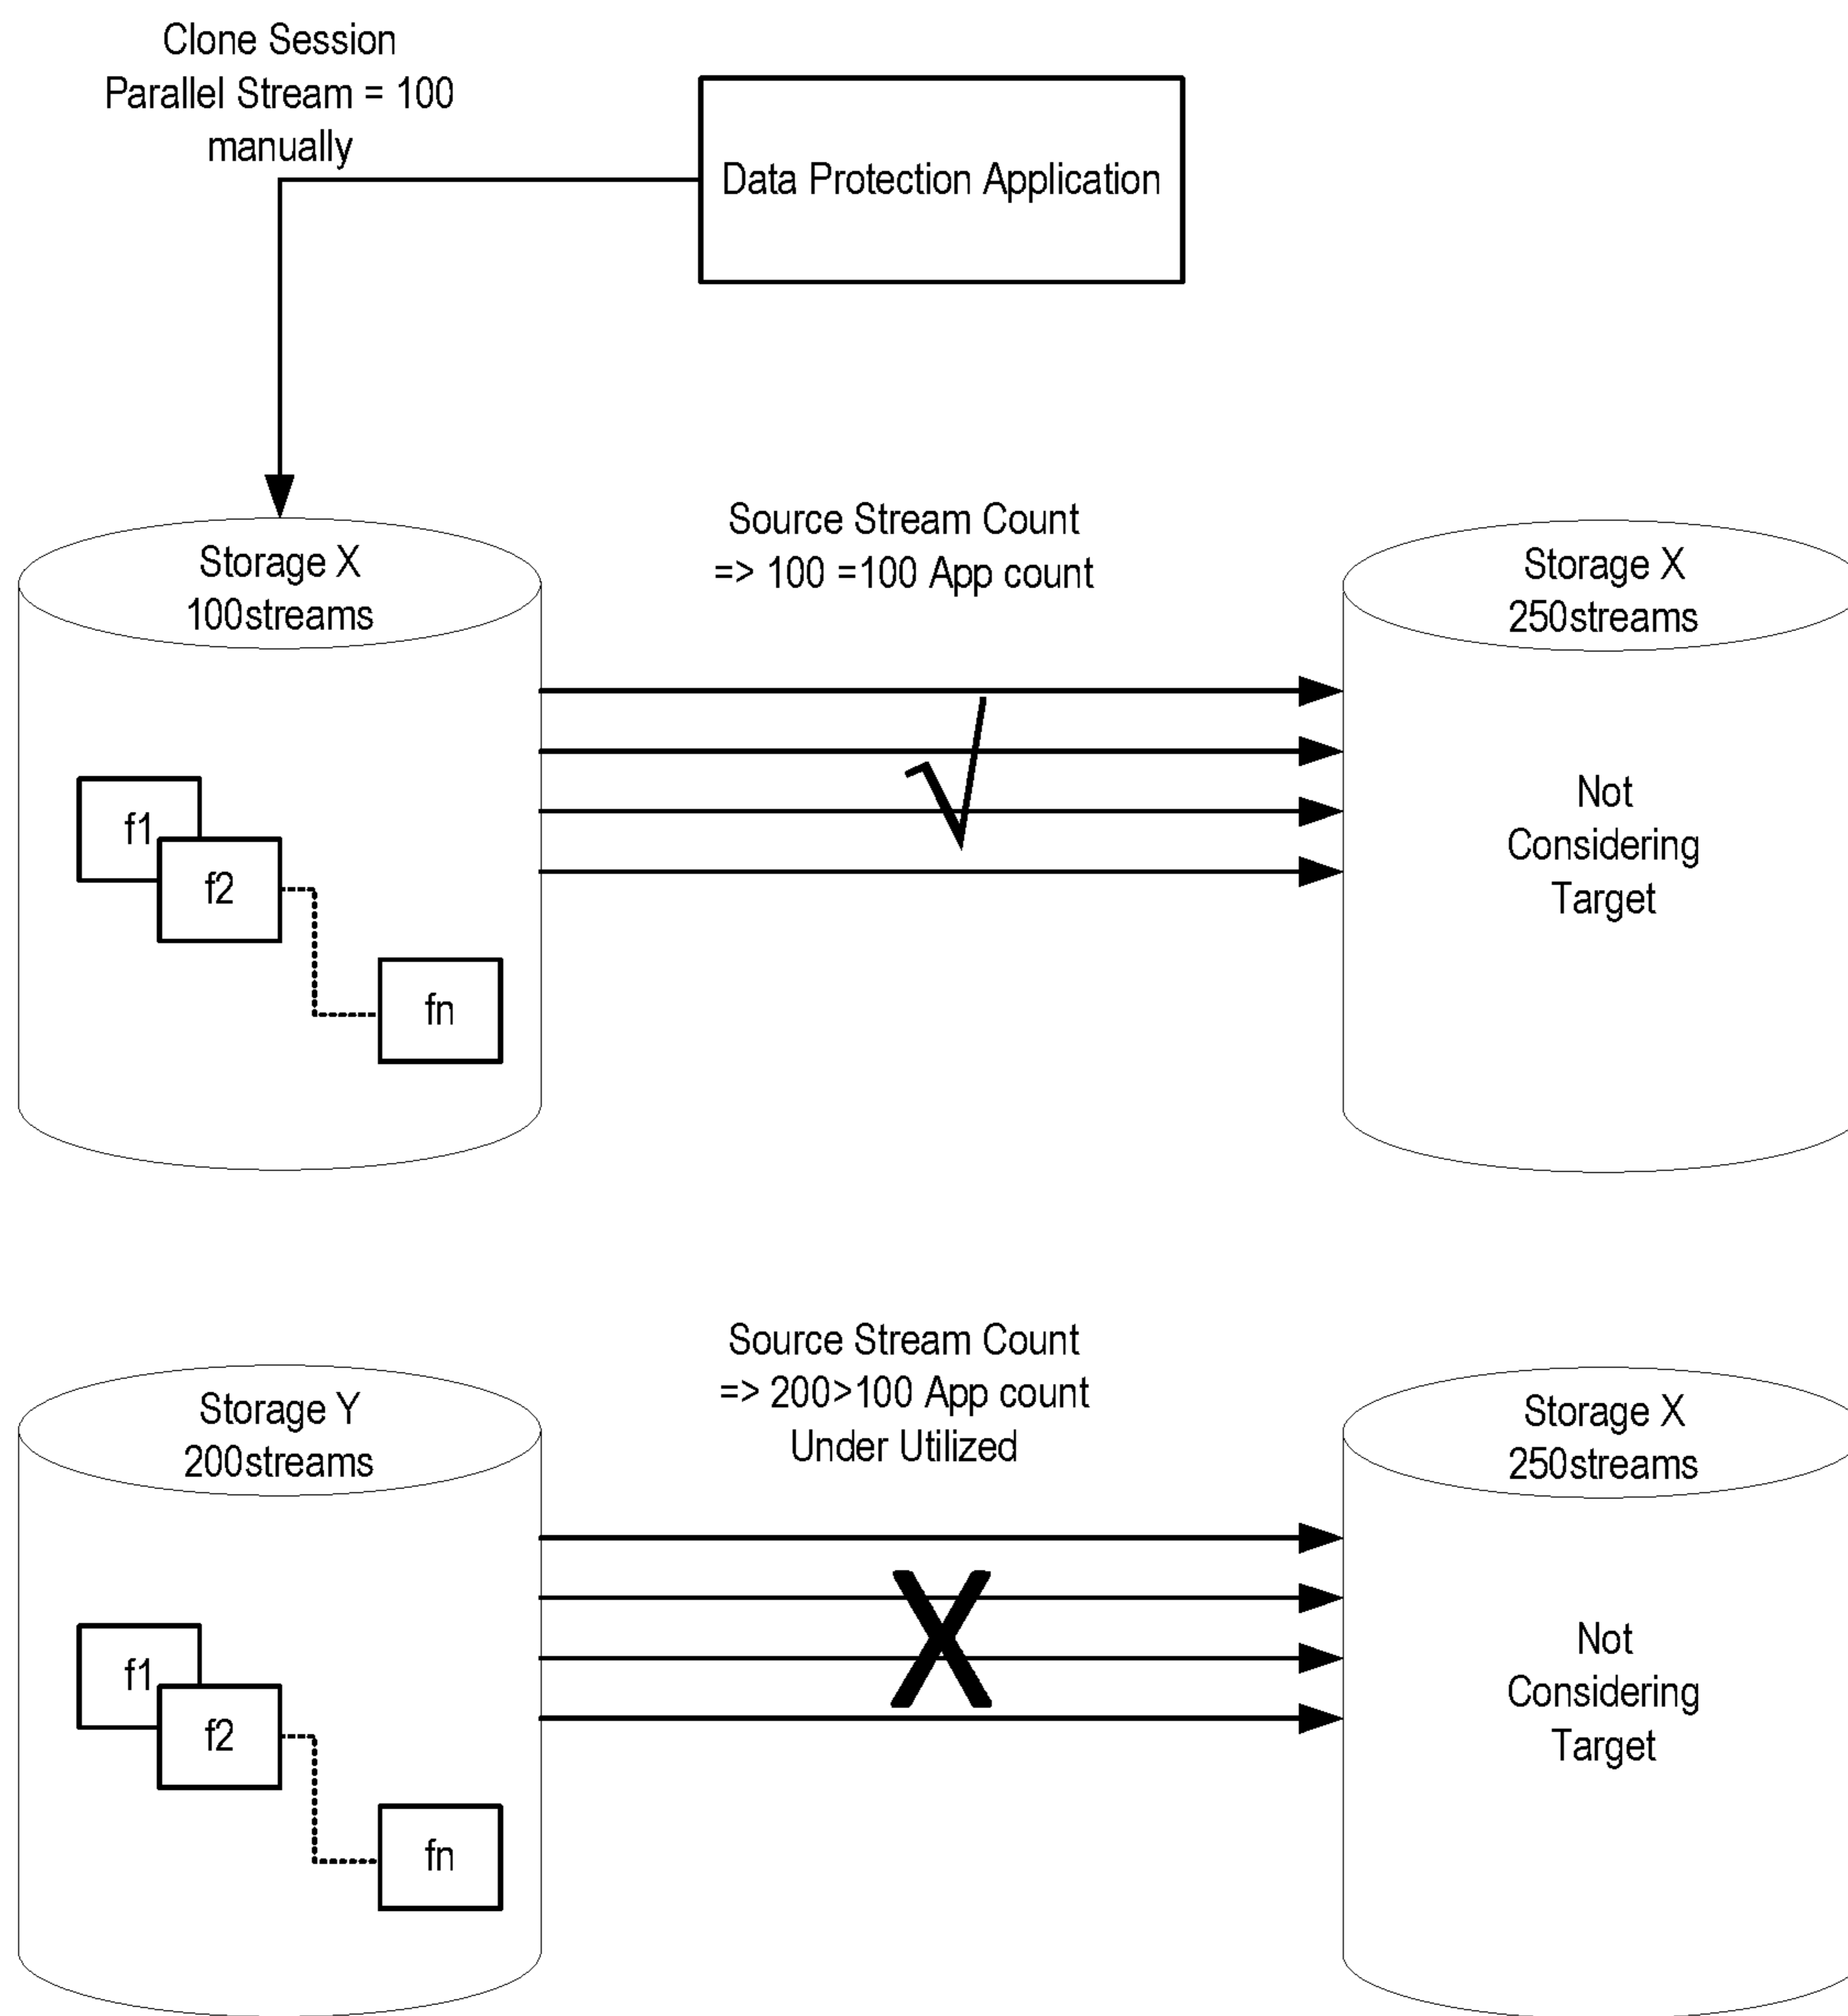 Clone Session
Parallel Stream = 100
manually
Data Protection Application
Storage X
100streams
Source Stream Count
=> 100 =100 App count
Storage X
250streams
f1
f2
fn
Not
Considering
Target
Storage Y
200streams
Source Stream Count
=> 200>100 App count
Under Utilized
Storage X
250streams
f1
f2
fn
Not
Considering
Target